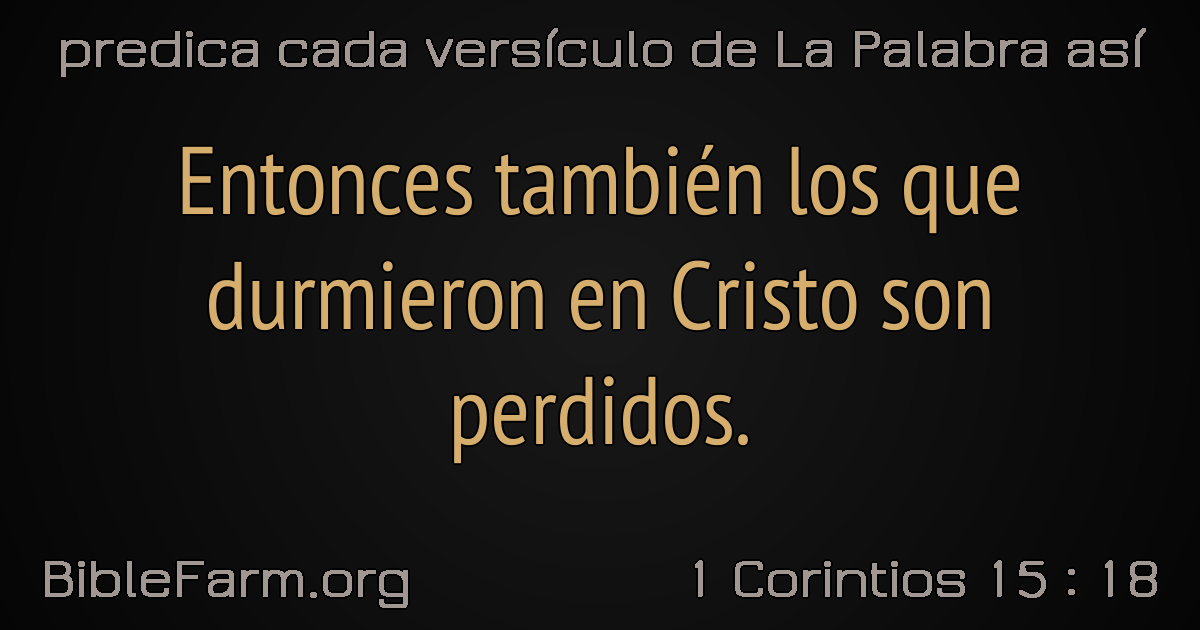 predica cada versículo de La Palabra así
Entonces también los que
durmieron en Cristo son
perdidos.
BibleFarm.org
1 Corintios 15 : 18